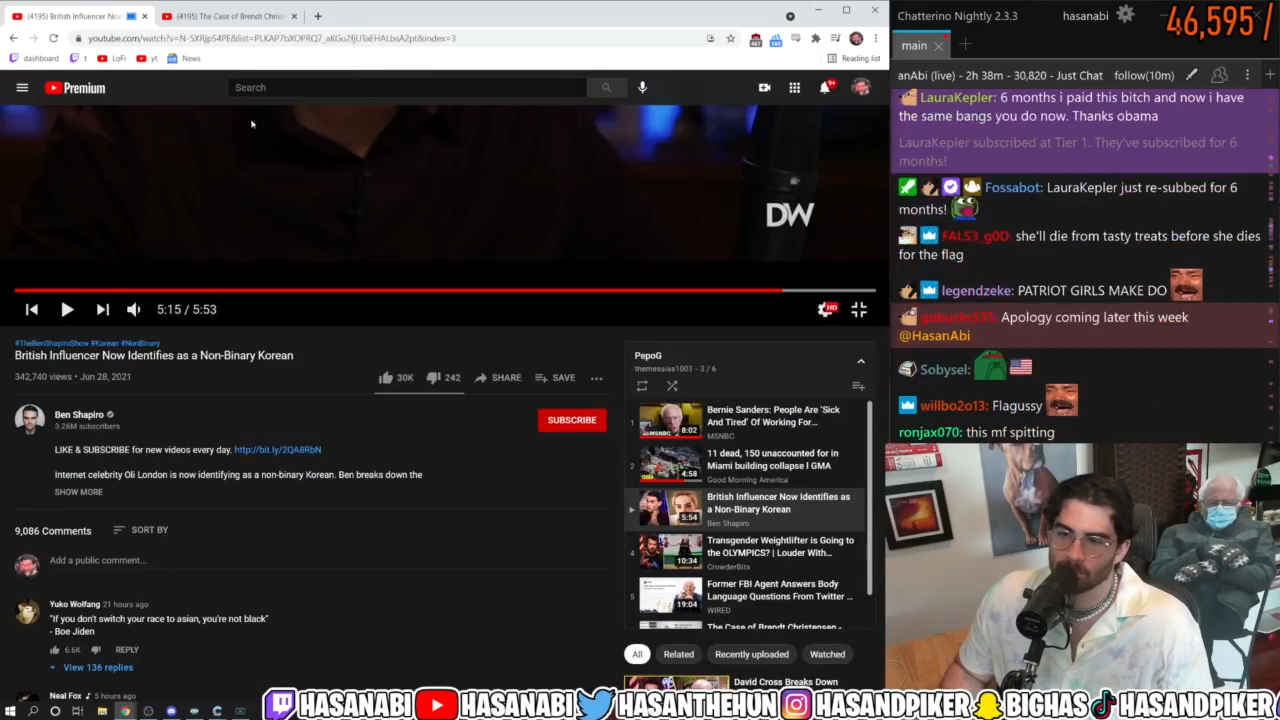 (4195) British Influencer Now
(4195) The Case of Brendt Christ
youtube.com/watch?v=N-5XRjpS4PE&list=PLKAP7bXOPRQ7_aKGu2fjUTaEHALbsA2pt&index=3
dashboard
t
LoFi
yt
News
Reading list
Premium
Search
9+
DW
5:15 / 5:53
HD
#TheBenShapiroShow #Korean #NonBinary
British Influencer Now Identifies as a Non-Binary Korean
342,740 views • Jun 28, 2021
30K
242
SHARE
SAVE
Ben Shapiro
3.26M subscribers
SUBSCRIBE
LIKE & SUBSCRIBE for new videos every day. http://bit.ly/2QA8RbN
Internet celebrity Oli London is now identifying as a non-binary Korean. Ben breaks down the
SHOW MORE
9,086 Comments
SORT BY
Add a public comment...
Yuko Wolfang 21 hours ago
"If you don't switch your race to asian, you're not black"
- Boe Jiden
6.6K
REPLY
View 136 replies
Neal Fox 5 hours ago
PepoG
themessias1001 - 3 / 6
1
8:02
Bernie Sanders: People Are 'Sick
And Tired' Of Working For...
MSNBC
2
4:58
11 dead, 150 unaccounted for in
Miami building collapse l GMA
Good Morning America
5:54
British Influencer Now Identifies as
a Non-Binary Korean
Ben Shapiro
4
10:34
Transgender Weightlifter is Going to
the OLYMPICS? | Louder With...
CrowderBits
5
19:04
Former FBI Agent Answers Body
Language Questions From Twitter ...
WIRED
The Case of Brendt Christensen -
All
Related
Recently uploaded
Watched
David Cross Breaks Down
Chatterino Nightly 2.3.3
hasanabi
46,595 /
main
anAbi (live) - 2h 38m - 30,820 - Just Chat
follow(10m)
LauraKepler: 6 months i paid this bitch and now i have
the same bangs you do now. Thanks obama
LauraKepler subscribed at Tier 1. They've subscribed for 6
months!
Fossabot: LauraKepler just re-subbed for 6
months!
FALS3_g0D: she'll die from tasty treats before she dies
for the flag
legendzeke: PATRIOT GIRLS MAKE DO
gobucks535: Apology coming later this week
@HasanAbi
Sobysel:
willbo2o13: Flagussy
ronjax070: this mf spitting
HASANABI
HASANABI
HASANTHEHUN
HASANDPIKER
BIGHAS
HASANDPIKER